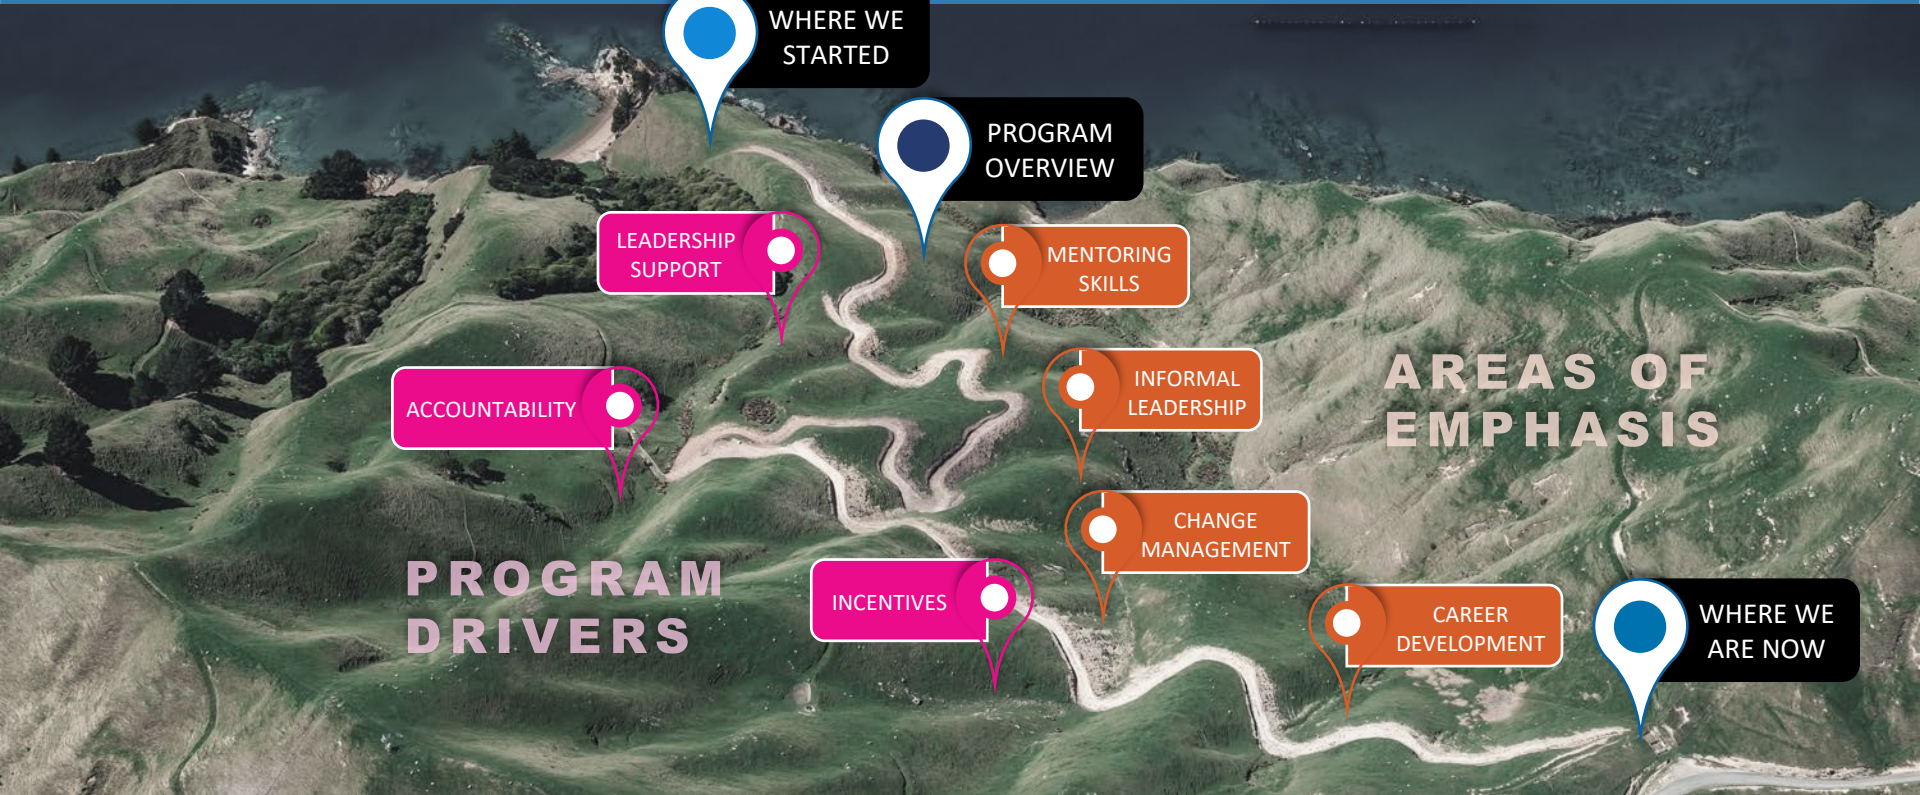 WHERE WE
STARTED
PROGRAM
OVERVIEW
LEADERSHIP
SUPPORT
MENTORING
SKILLS
ACCOUNTABILITY
INFORMAL
LEADERSHIP
AREAS OF
EMPHASIS
CHANGE
MANAGEMENT
PROGRAM
DRIVERS
INCENTIVES
CAREER
DEVELOPMENT
WHERE WE
ARE NOW